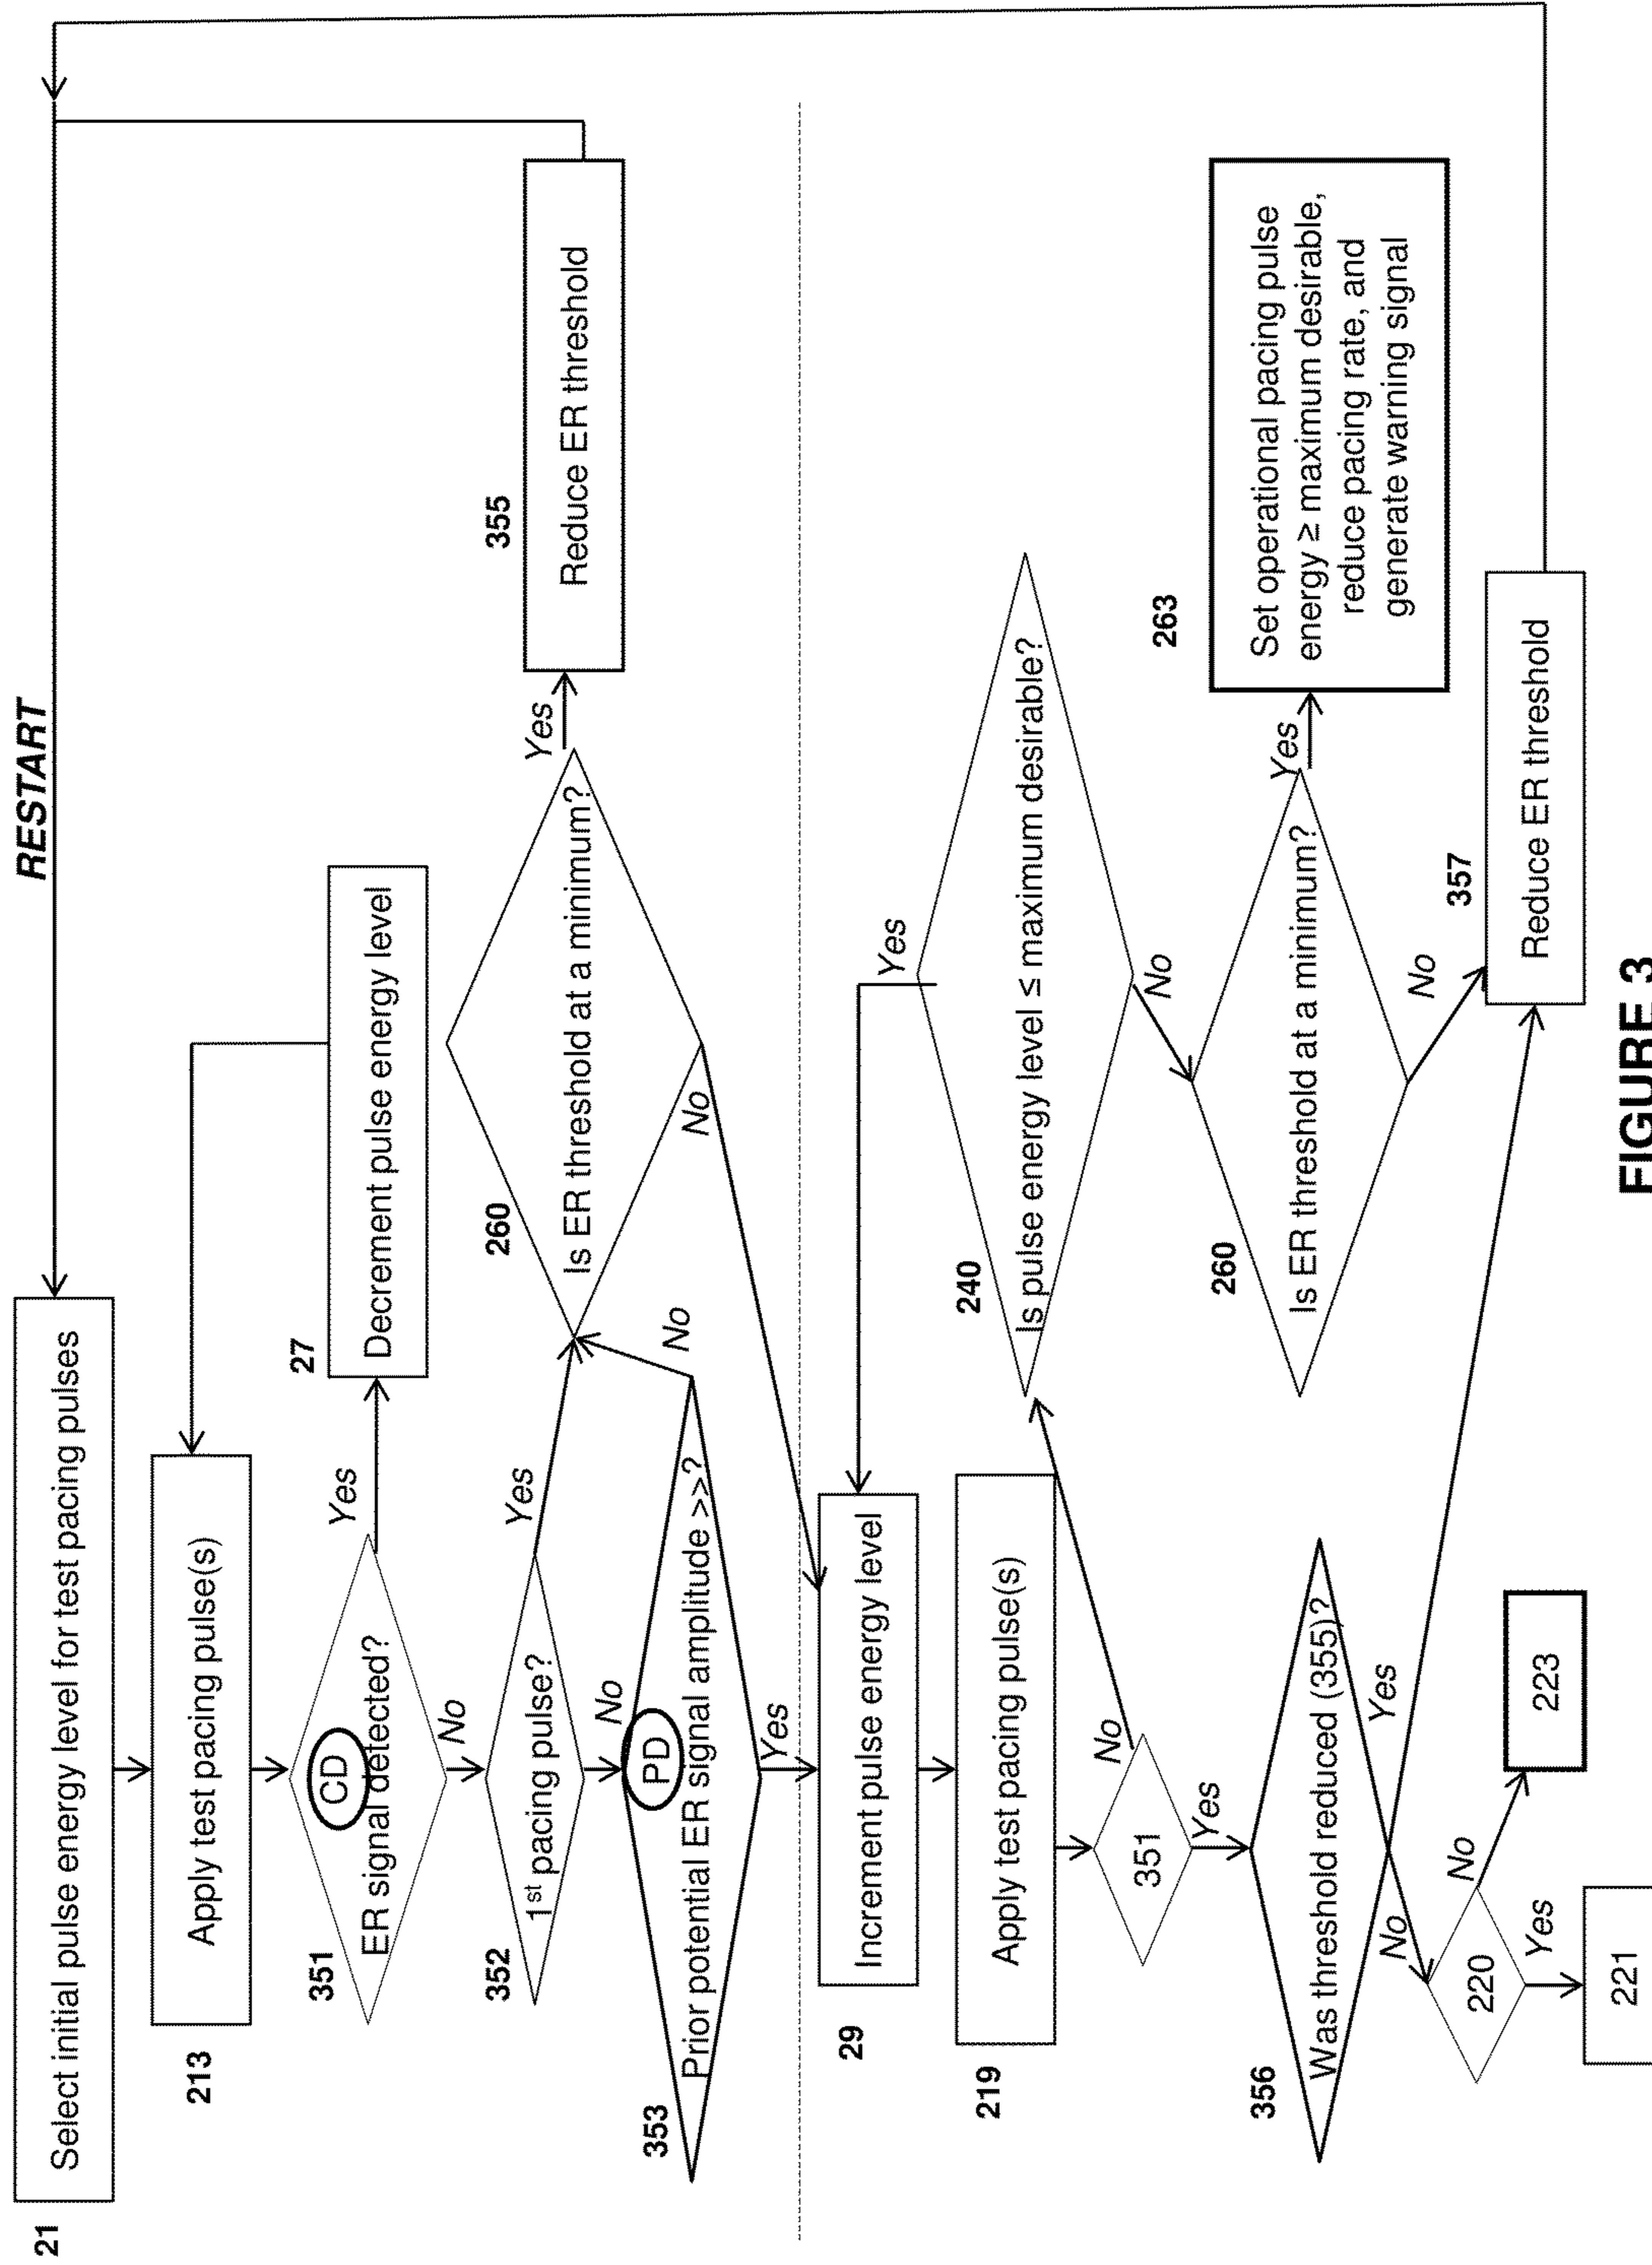 RESTART
21
Select initial pulse energy level for test pacing pulses
213
Apply test pacing pulse(s)
351
CD
ER signal detected?
Yes
No
27
Decrement pulse energy level
352
1st pacing pulse?
Yes
No
260
Is ER threshold at a minimum?
Yes
No
355
Reduce ER threshold
353
PD
Prior potential ER signal amplitude >>?
No
Yes
29
Increment pulse energy level
219
Apply test pacing pulse(s)
240
Is pulse energy level ≤ maximum desirable?
Yes
No
351
No
Yes
260
Is ER threshold at a minimum?
Yes
No
263
Set operational pacing pulse
energy ≥ maximum desirable,
reduce pacing rate, and
generate warning signal
356
Was threshold reduced (355)?
Yes
No
357
Reduce ER threshold
220
No
Yes
223
221
FIGURE 3